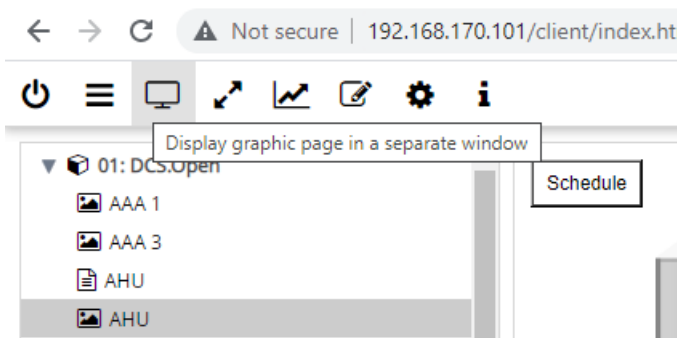 Not secure | 192.168.170.101/client/index.ht
Display graphic page in a separate window
01: DCS.Open
Schedule
AAA 1
AAA 3
AHU
AHU